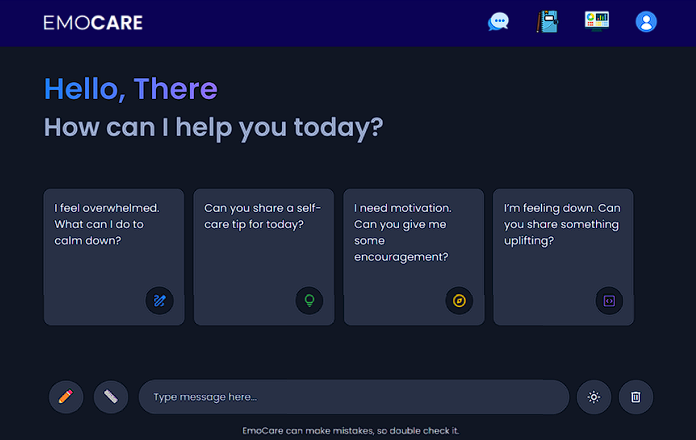 EMOCARE
Hello, There
How can I help you today?
I feel overwhelmed.
What can I do to
calm down?
Can you share a self-
care tip for today?
I need motivation.
Can you give me
some
encouragement?
I'm feeling down. Can
you share something
uplifting?
Type message here...
EmoCare can make mistakes, so double check it.